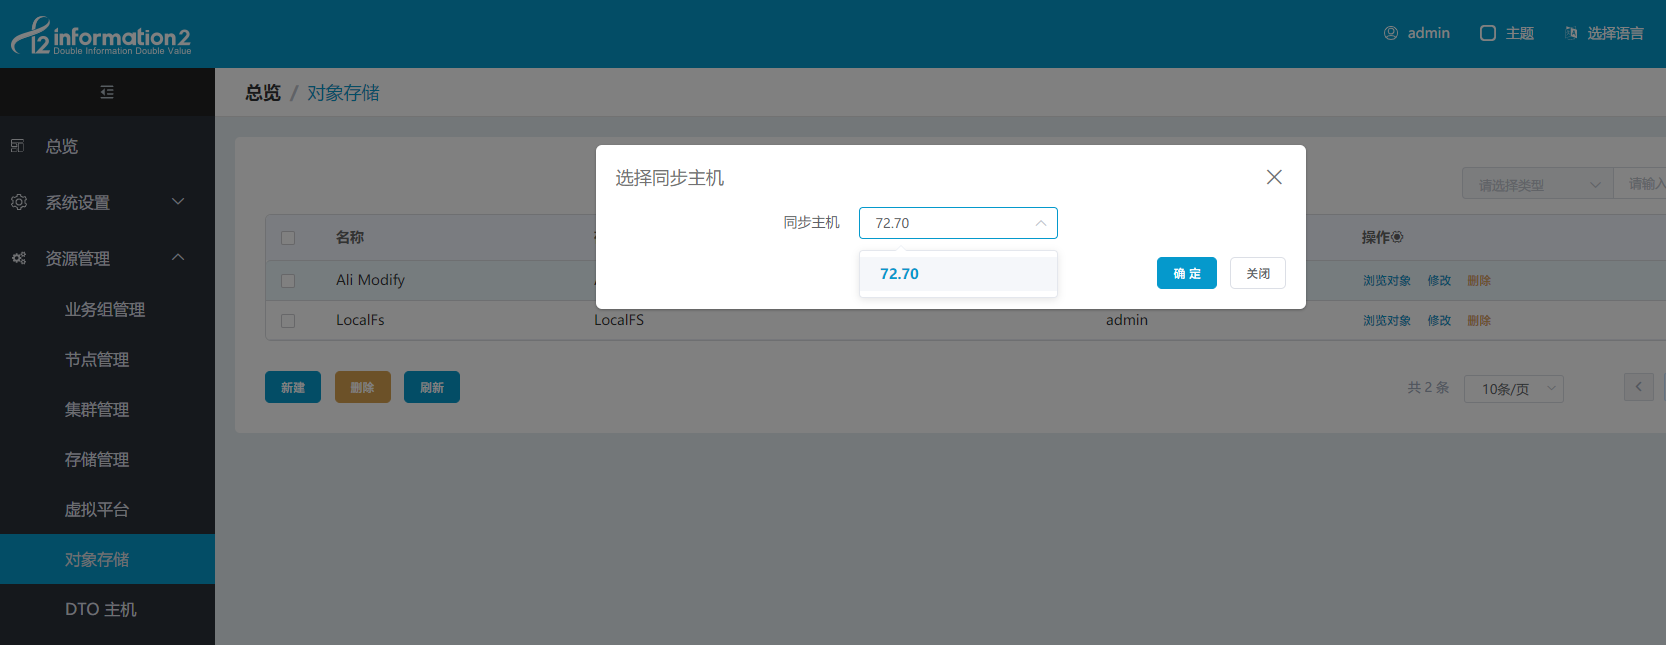 information2
Double Information Double Value
admin 主题 选择语言
总览 / 对象存储
总览
系统设置
资源管理
业务组管理
节点管理
集群管理
存储管理
虚拟平台
对象存储
DTO 主机
选择同步主机
同步主机 72.70
72.70
确 定 关闭
请选择类型 请输入
名称 操作
Ali Modify 浏览对象 修改 删除
LocalFs LocalFS admin 浏览对象 修改 删除
新建 删除 刷新
共 2 条 10条/页